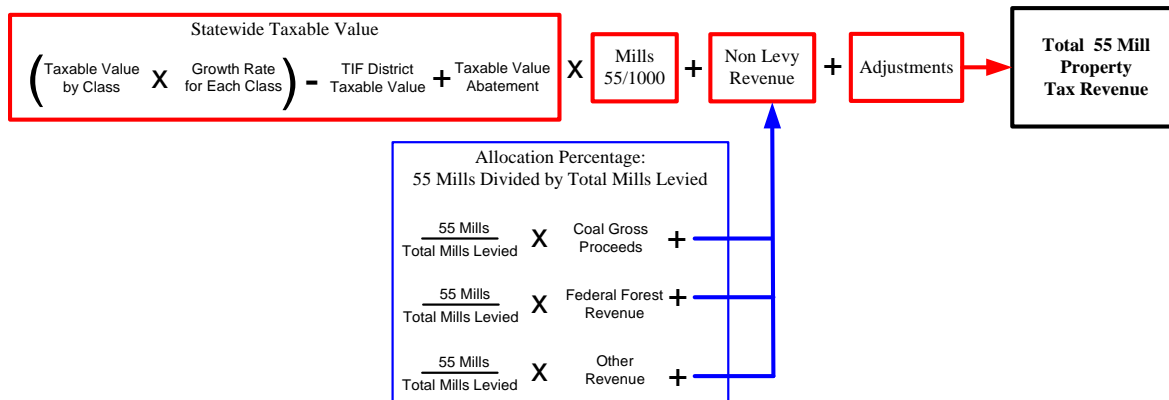 Statewide Taxable Value
(Taxable Value by Class X Growth Rate for Each Class) - TIF District Taxable Value + Taxable Value Abatement X Mills 55/1000 + Non Levy Revenue + Adjustments
Total 55 Mill
Property
Tax Revenue
Allocation Percentage:
55 Mills Divided by Total Mills Levied
55 Mills
Total Mills Levied
X
Coal Gross
Proceeds
+
55 Mills
Total Mills Levied
X
Federal Forest
Revenue
+
55 Mills
Total Mills Levied
X
Other
Revenue
+